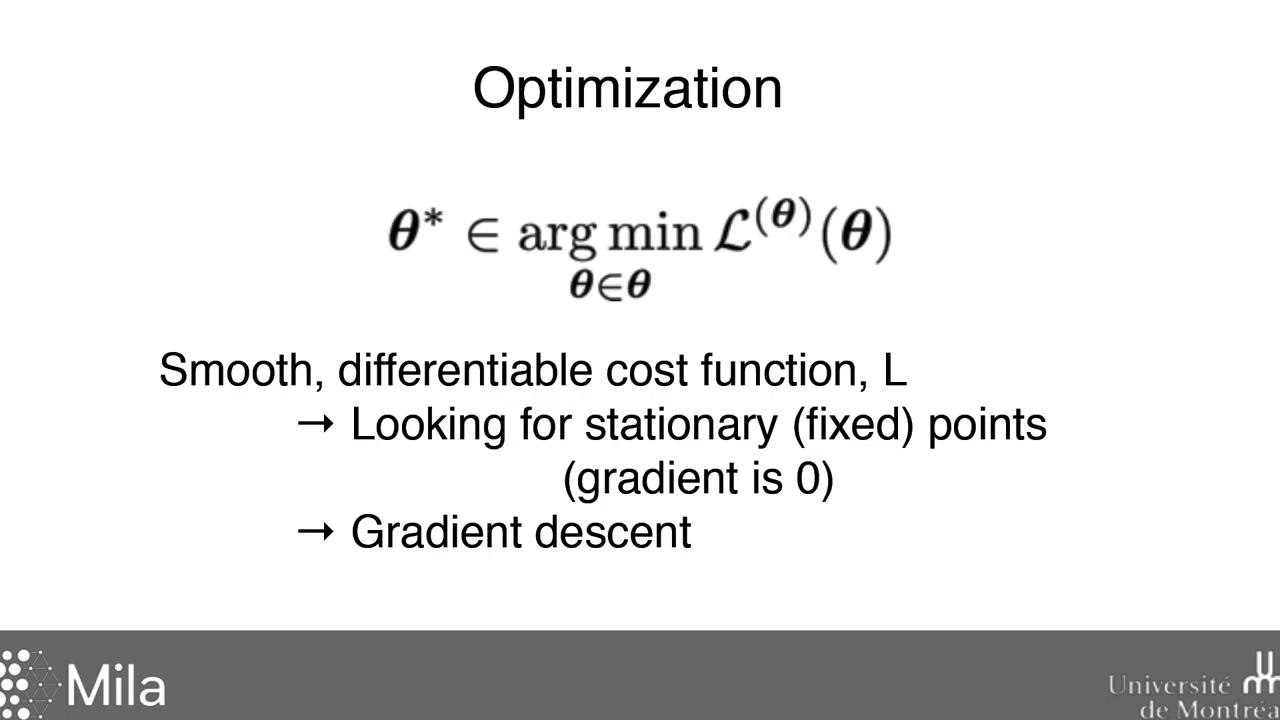 Optimization
θ* ∈ arg min ℒ^(θ)(θ)
θ∈θ
Smooth, differentiable cost function, L
→ Looking for stationary (fixed) points
(gradient is 0)
→ Gradient descent
Mila
Université
de Montréa